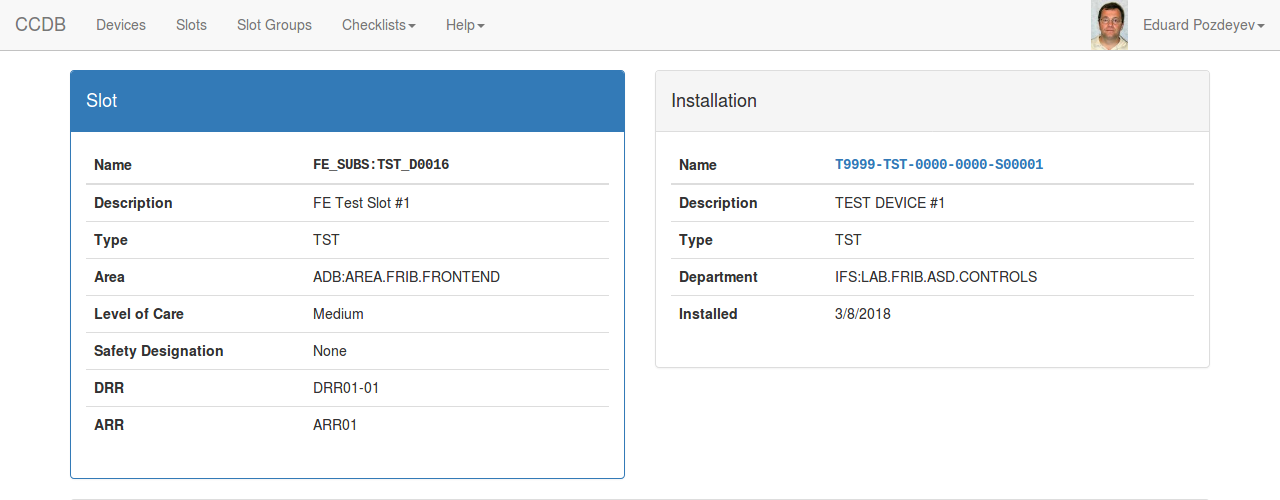 CCDB Devices Slots Slot Groups Checklists Help Eduard Pozdeyev
Slot
Name FE_SUBS:TST_D0016
Description FE Test Slot #1
Type TST
Area ADB:AREA.FRIB.FRONTEND
Level of Care Medium
Safety Designation None
DRR DRR01-01
ARR ARR01
Installation
Name T9999-TST-0000-0000-S00001
Description TEST DEVICE #1
Type TST
Department IFS:LAB.FRIB.ASD.CONTROLS
Installed 3/8/2018